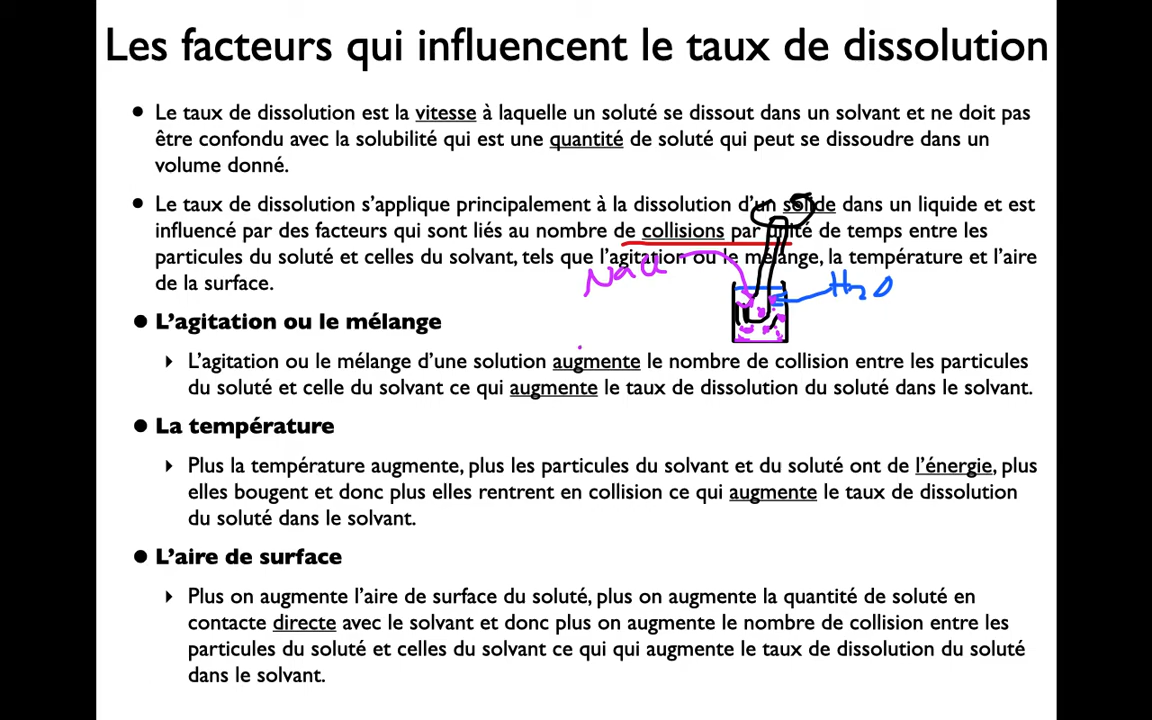 Les facteurs qui influencent le taux de dissolution
• Le taux de dissolution est la vitesse à laquelle un soluté se dissout dans un solvant et ne doit pas
être confondu avec la solubilité qui est une quantité de soluté qui peut se dissoudre dans un
volume donné.
• Le taux de dissolution s’applique principalement à la dissolution d’un solide dans un liquide et est
influencé par des facteurs qui sont liés au nombre de collisions par unité de temps entre les
particules du soluté et celles du solvant, tels que l’agitation ou le mélange, la température et l’aire
de la surface.
NaCl
H2O
• L’agitation ou le mélange
‣ L’agitation ou le mélange d’une solution augmente le nombre de collision entre les particules
du soluté et celle du solvant ce qui augmente le taux de dissolution du soluté dans le solvant.
• La température
‣ Plus la température augmente, plus les particules du solvant et du soluté ont de l’énergie, plus
elles bougent et donc plus elles rentrent en collision ce qui augmente le taux de dissolution
du soluté dans le solvant.
• L’aire de surface
‣ Plus on augmente l’aire de surface du soluté, plus on augmente la quantité de soluté en
contacte directe avec le solvant et donc plus on augmente le nombre de collision entre les
particules du soluté et celles du solvant ce qui qui augmente le taux de dissolution du soluté
dans le solvant.